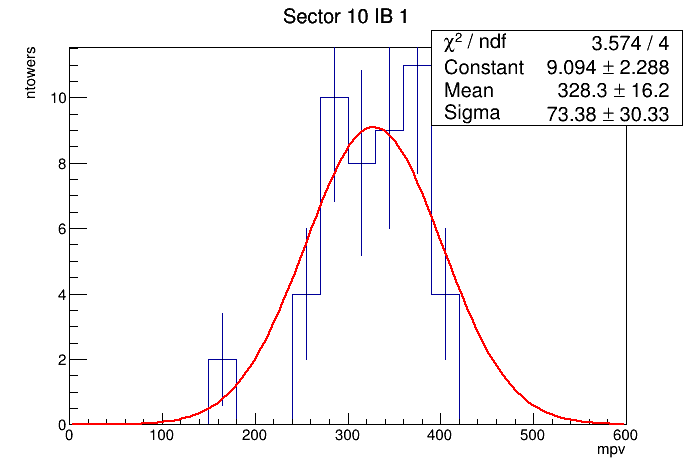 Sector 10 IB 1
χ² / ndf 3.574 / 4
Constant 9.094 ± 2.288
Mean 328.3 ± 16.2
Sigma 73.38 ± 30.33
ntowers
10
8
6
4
2
0
0 100 200 300 400 500 600
mpv